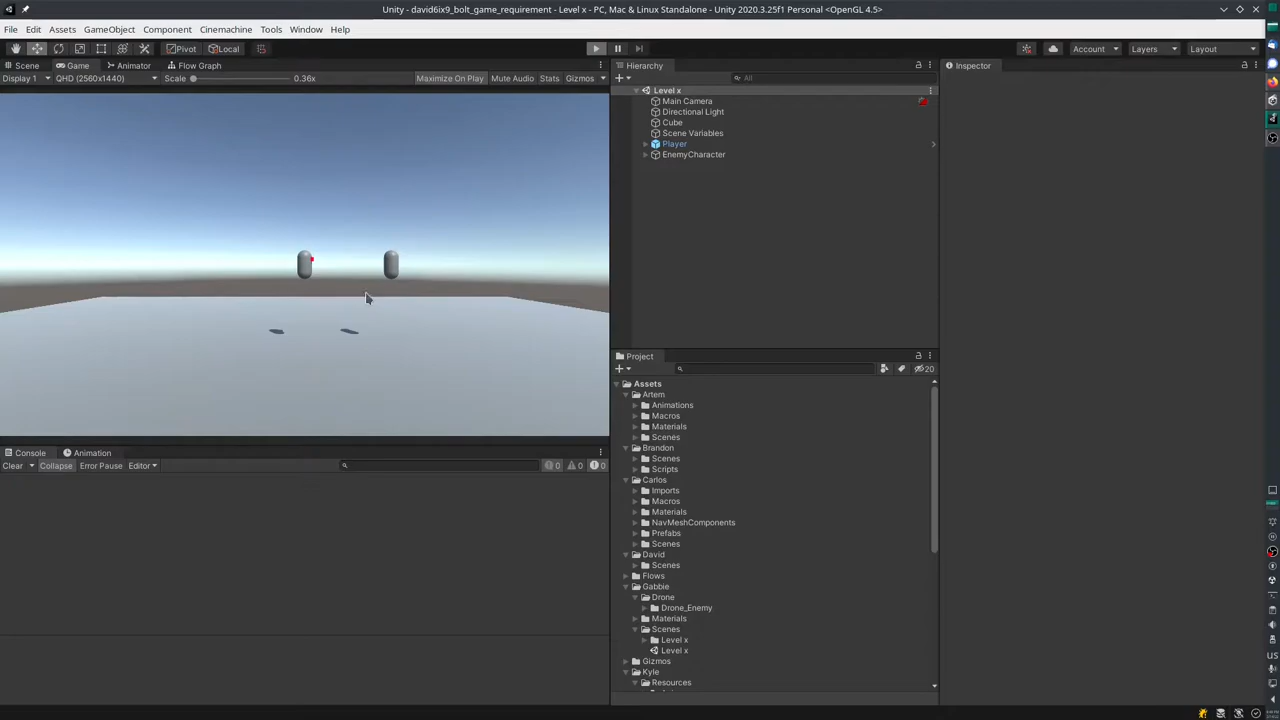 Unity - david6ix9_bolt_game_requirement - Level x - PC, Mac & Linux Standalone - Unity 2020.3.25f1 Personal <OpenGL 4.5>
File Edit Assets GameObject Component Cinemachine Tools Window Help
Pivot Local Account Layers Layout
Scene Game Animator Flow Graph
Display 1 QHD (2560x1440) Scale 0.36x Maximize On Play Mute Audio Stats Gizmos
Hierarchy
All
Level x
Main Camera
Directional Light
Cube
Scene Variables
Player
EnemyCharacter
Inspector
Console Animation
Clear Collapse Error Pause Editor 0 0 0
Project
20
Assets
Artem
Animations
Macros
Materials
Scenes
Brandon
Scenes
Scripts
Carlos
Imports
Macros
Materials
NavMeshComponents
Prefabs
Scenes
David
Scenes
Flows
Gabbie
Drone
Drone_Enemy
Materials
Scenes
Level x
Level x
Gizmos
Kyle
Resources
US